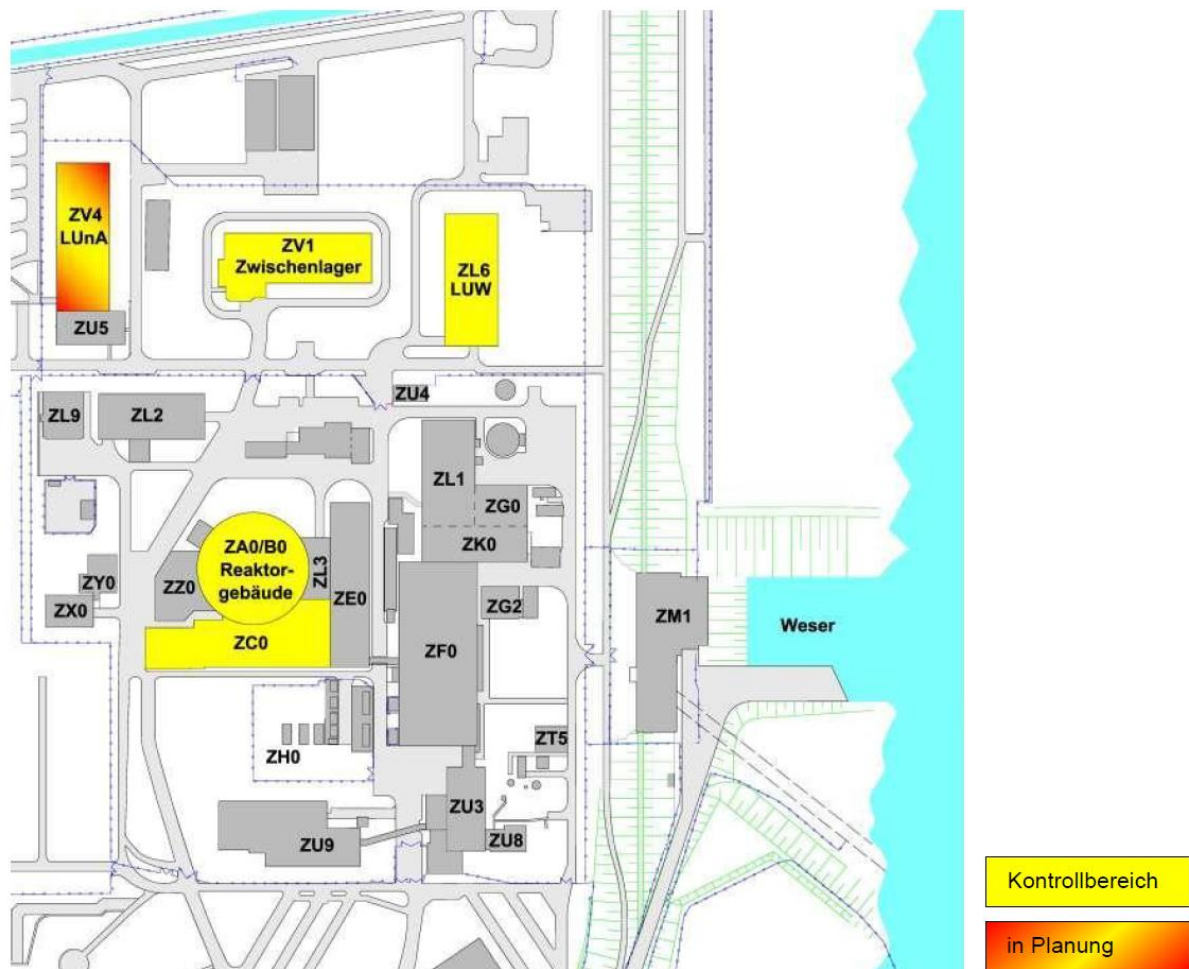 ZV4
LUnA
ZV1
Zwischenlager
ZL6
LUW
ZU5
ZU4
ZL9
ZL2
ZL1
ZG0
ZK0
ZA0/B0
Reaktor-
gebäude
ZL3
ZE0
ZZ0
ZY0
ZX0
ZC0
ZF0
ZG2
ZM1
Weser
ZH0
ZT5
ZU3
ZU8
ZU9
Kontrollbereich
in Planung